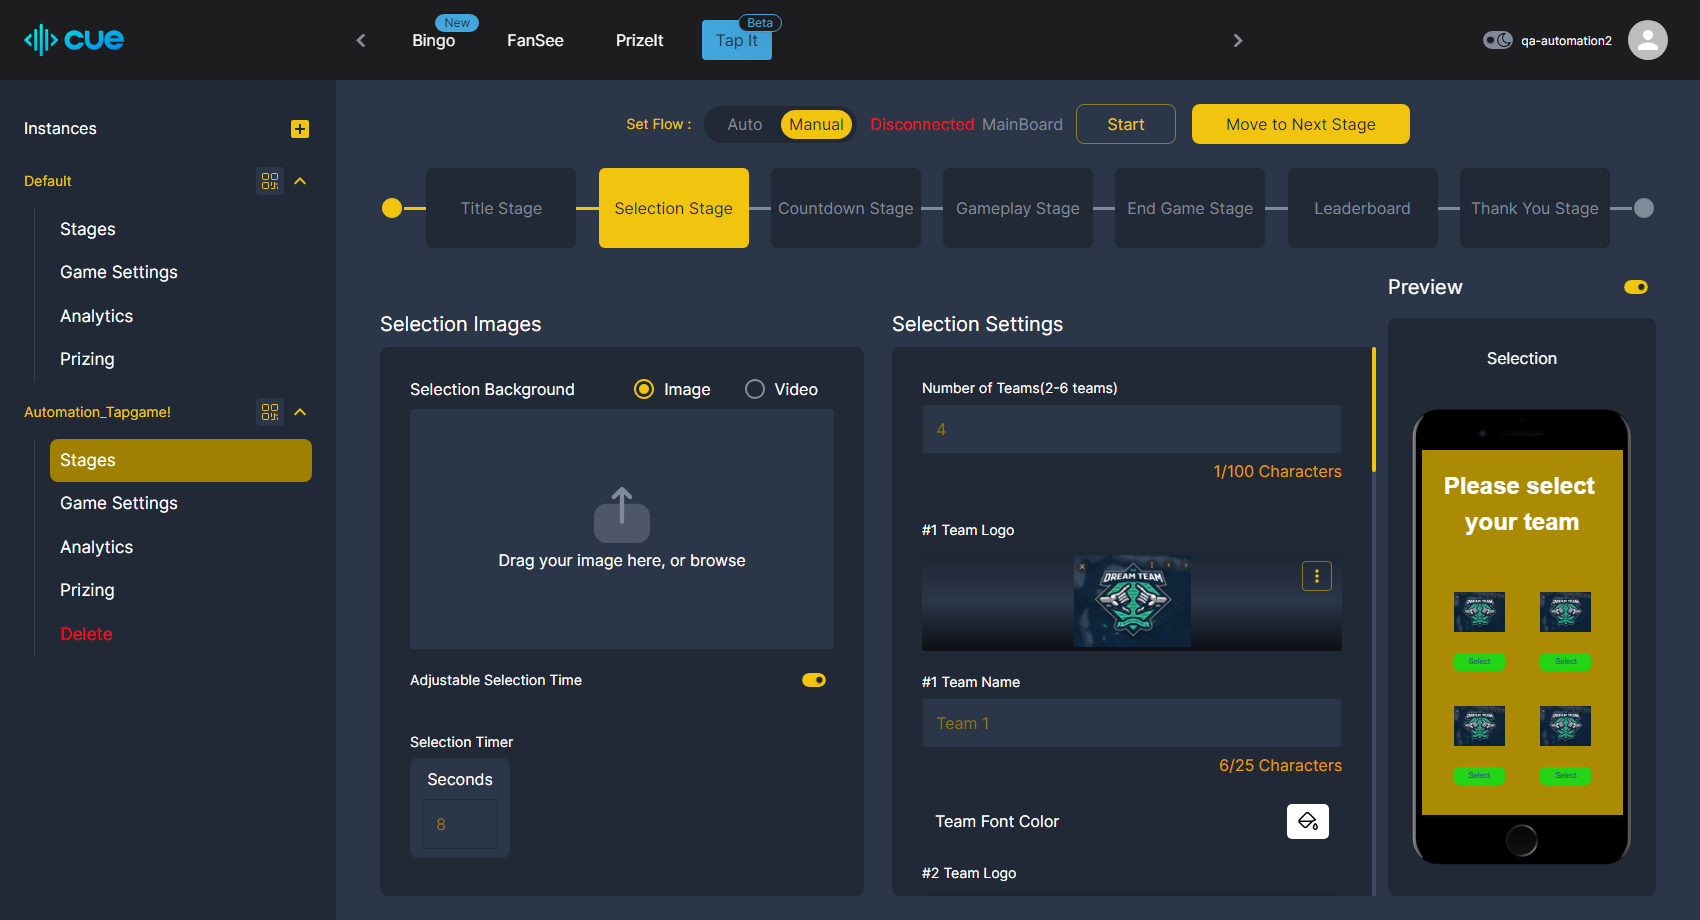 cue
Bingo
New
FanSee
PrizeIt
Tap It
Beta
qa-automation2
Instances
Default
Stages
Game Settings
Analytics
Prizing
Automation_Tapgame!
Stages
Game Settings
Analytics
Prizing
Delete
Set Flow :
Auto
Manual
Disconnected MainBoard
Start
Move to Next Stage
Title Stage
Selection Stage
Countdown Stage
Gameplay Stage
End Game Stage
Leaderboard
Thank You Stage
Selection Images
Selection Background
Image
Video
Drag your image here, or browse
Adjustable Selection Time
Selection Timer
Seconds
8
Selection Settings
Number of Teams(2-6 teams)
4
1/100 Characters
#1 Team Logo
DREAM TEAM
#1 Team Name
Team 1
6/25 Characters
Team Font Color
#2 Team Logo
Preview
Selection
Please select
your team
DREAM TEAM
DREAM TEAM
Select
Select
DREAM TEAM
DREAM TEAM
Select
Select